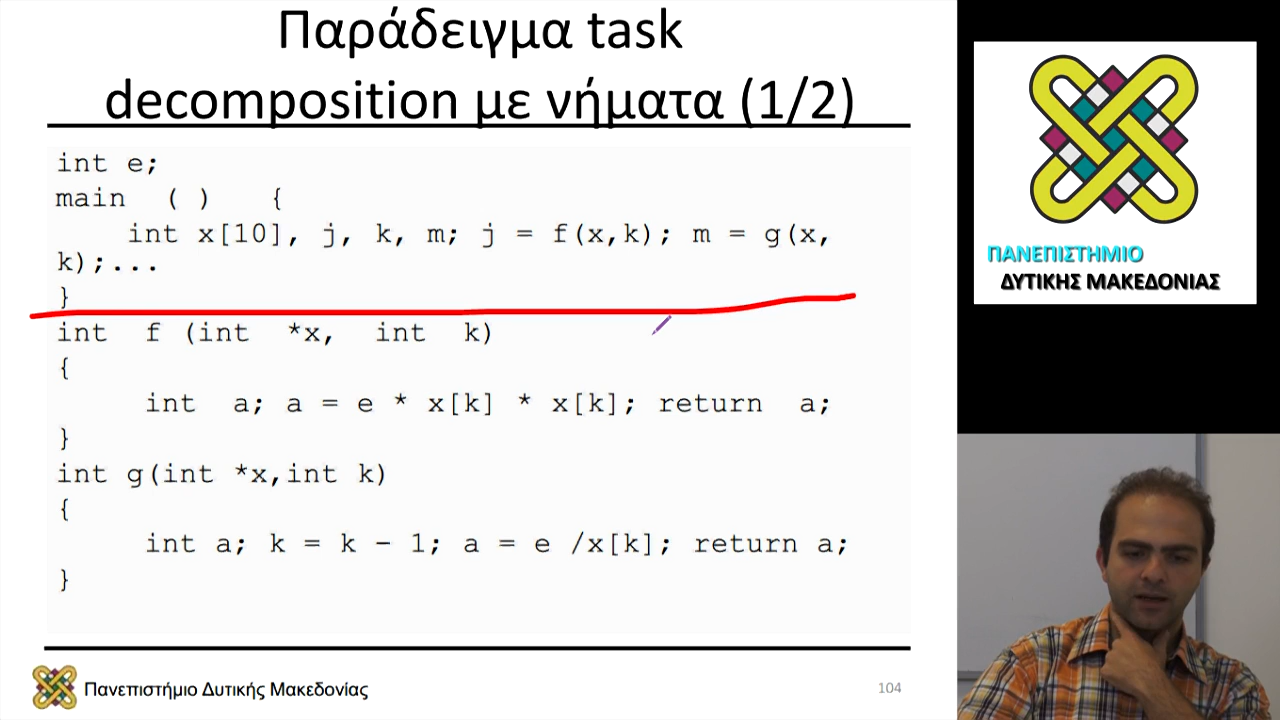 Παράδειγμα task
decomposition με νήματα (1/2)
int e;
main ( ) {
int x[10], j, k, m; j = f(x,k); m = g(x,
k);...
}
int f (int *x, int k)
{
int a; a = e * x[k] * x[k]; return a;
}
int g(int *x,int k)
{
int a; k = k - 1; a = e /x[k]; return a;
}
Πανεπιστήμιο Δυτικής Μακεδονίας
104
ΠΑΝΕΠΙΣΤΗΜΙΟ
ΔΥΤΙΚΗΣ ΜΑΚΕΔΟΝΙΑΣ